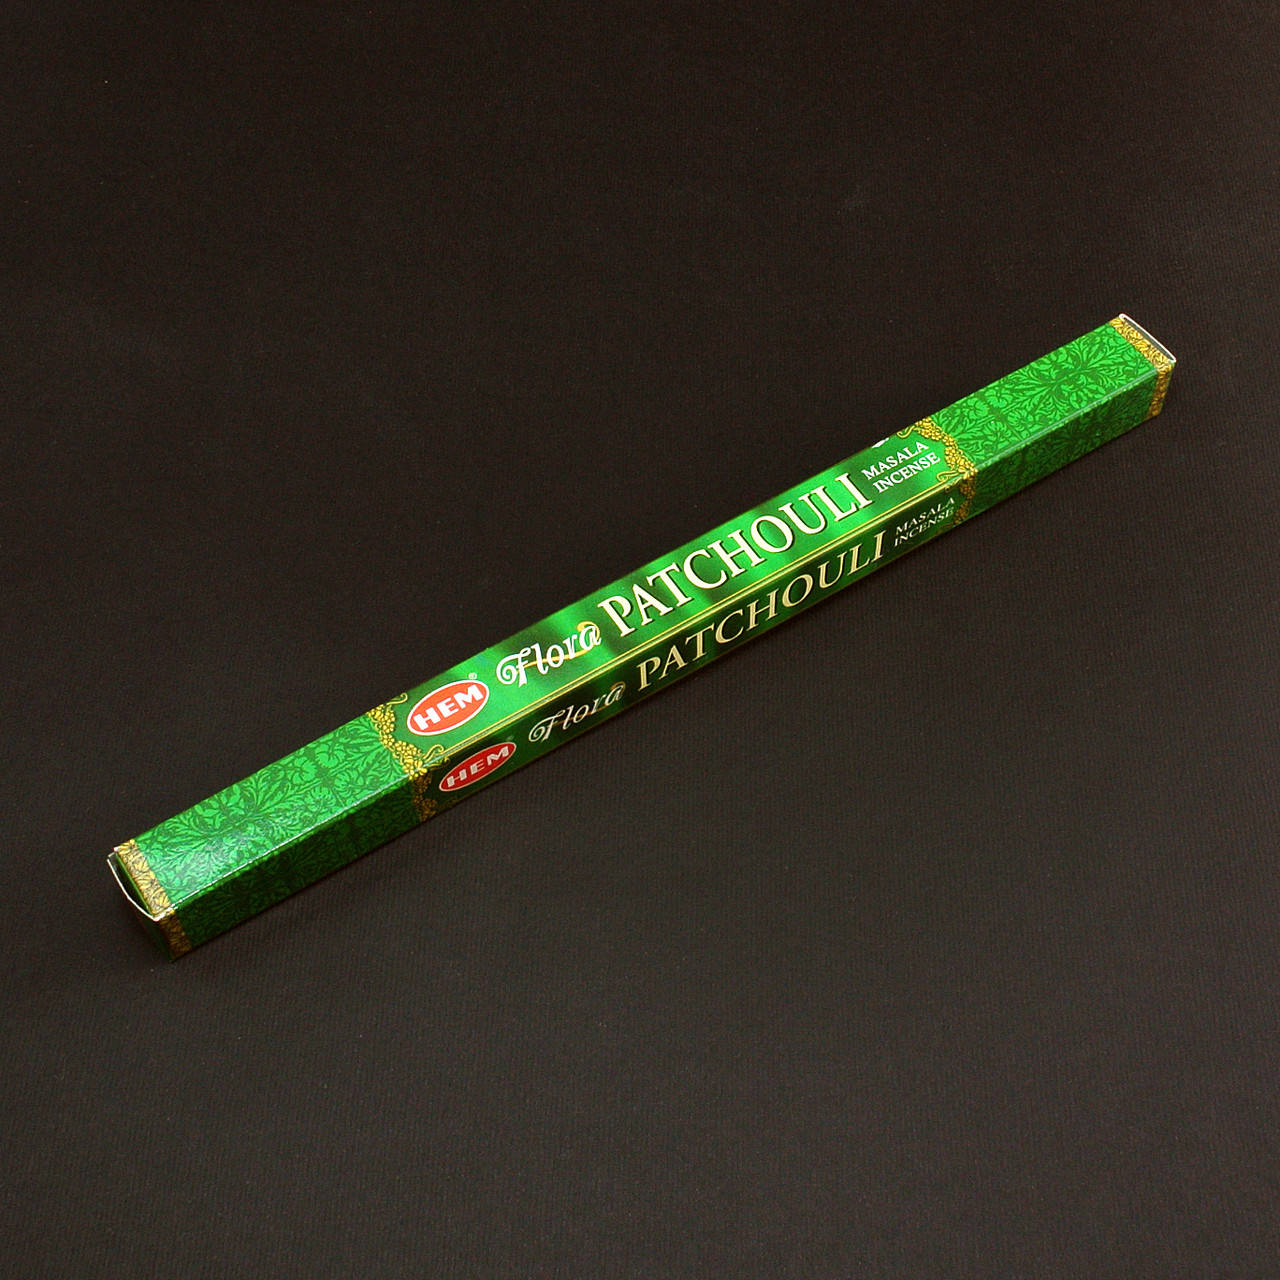 HEM® Flora PATCHOULI MASALA
INCENSE
HEM Flora PATCHOULI MASALA
INCENSE